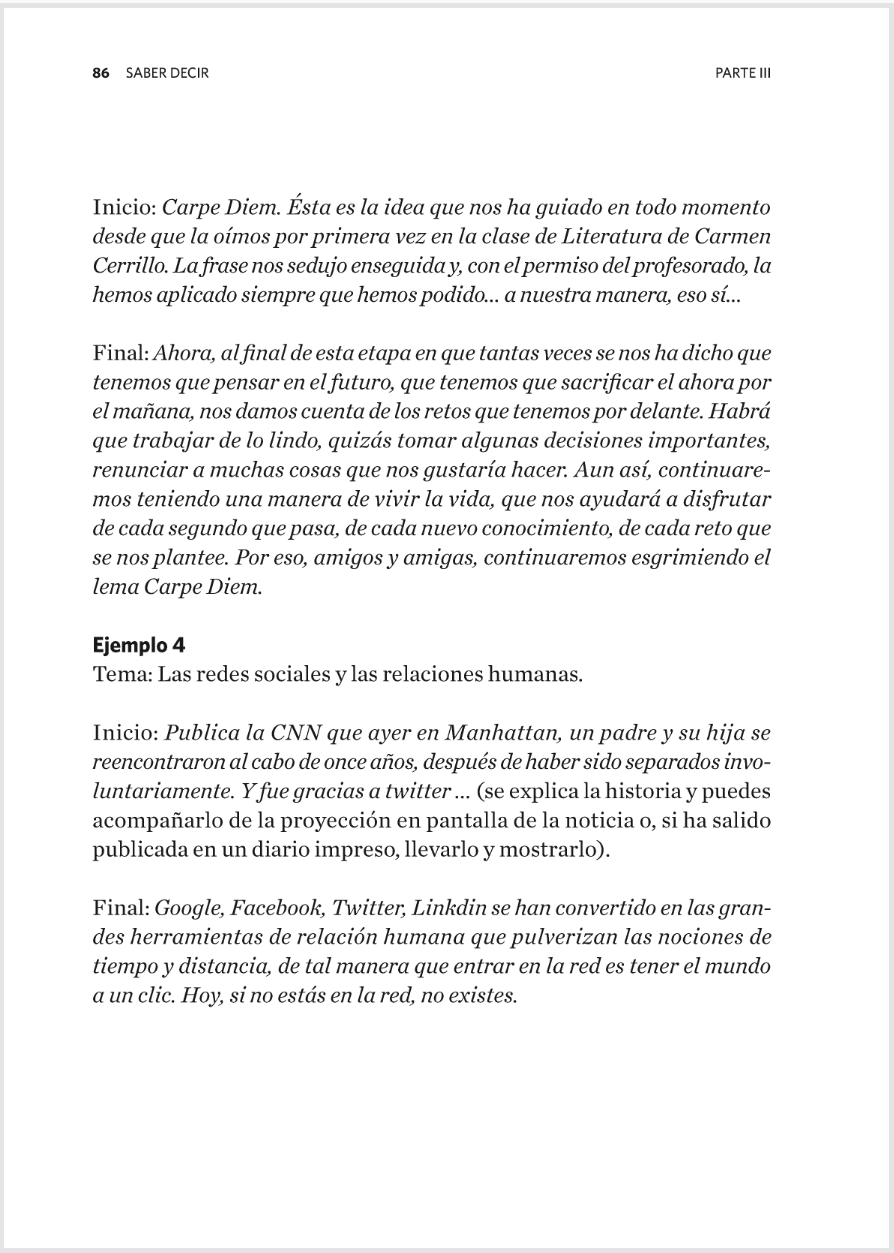 86 SABER DECIR PARTE III
Inicio: Carpe Diem. Ésta es la idea que nos ha guiado en todo momento
desde que la oímos por primera vez en la clase de Literatura de Carmen
Cerrillo. La frase nos sedujo enseguida y, con el permiso del profesorado, la
hemos aplicado siempre que hemos podido... a nuestra manera, eso sí...
Final: Ahora, al final de esta etapa en que tantas veces se nos ha dicho que
tenemos que pensar en el futuro, que tenemos que sacrificar el ahora por
el mañana, nos damos cuenta de los retos que tenemos por delante. Habrá
que trabajar de lo lindo, quizás tomar algunas decisiones importantes,
renunciar a muchas cosas que nos gustaría hacer. Aun así, continuare-
mos teniendo una manera de vivir la vida, que nos ayudará a disfrutar
de cada segundo que pasa, de cada nuevo conocimiento, de cada reto que
se nos plantee. Por eso, amigos y amigas, continuaremos esgrimiendo el
lema Carpe Diem.
Ejemplo 4
Tema: Las redes sociales y las relaciones humanas.
Inicio: Publica la CNN que ayer en Manhattan, un padre y su hija se
reencontraron al cabo de once años, después de haber sido separados invo-
luntariamente. Y fue gracias a twitter ... (se explica la historia y puedes
acompañarlo de la proyección en pantalla de la noticia o, si ha salido
publicada en un diario impreso, llevarlo y mostrarlo).
Final: Google, Facebook, Twitter, Linkdin se han convertido en las gran-
des herramientas de relación humana que pulverizan las nociones de
tiempo y distancia, de tal manera que entrar en la red es tener el mundo
a un clic. Hoy, si no estás en la red, no existes.